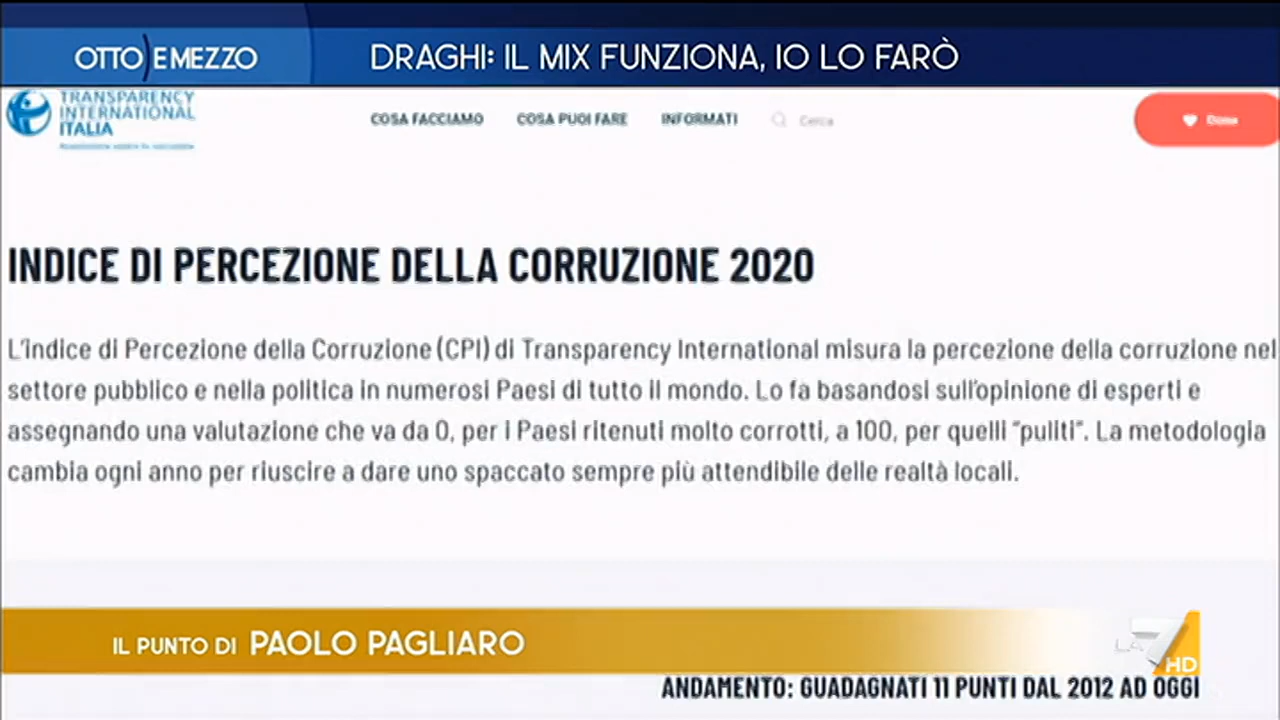 OTTO E MEZZO
DRAGHI: IL MIX FUNZIONA, IO LO FARÒ
TRANSPARENCY
INTERNATIONAL
ITALIA
COSA FACCIAMO
COSA PUOI FARE
INFORMATI
Cerca
Dona
INDICE DI PERCEZIONE DELLA CORRUZIONE 2020
L'Indice di Percezione della Corruzione (CPI) di Transparency International misura la percezione della corruzione nel
settore pubblico e nella politica in numerosi Paesi di tutto il mondo. Lo fa basandosi sull'opinione di esperti e
assegnando una valutazione che va da 0, per i Paesi ritenuti molto corrotti, a 100, per quelli "puliti". La metodologia
cambia ogni anno per riuscire a dare uno spaccato sempre più attendibile delle realtà locali.
IL PUNTO DI PAOLO PAGLIARO
LA 7 HD
ANDAMENTO: GUADAGNATI 11 PUNTI DAL 2012 AD OGGI